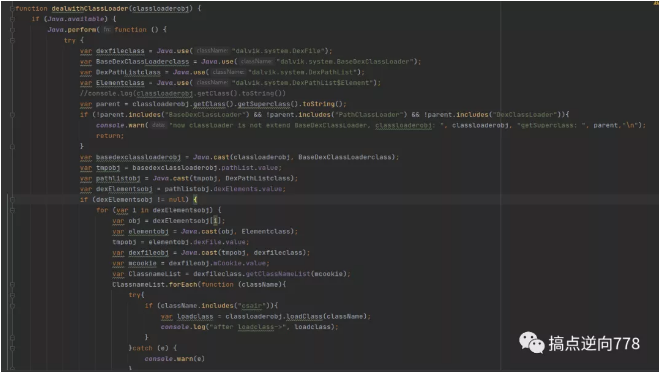 function dealwithClassLoader(classloaderobj) {
if (Java.available) {
Java.perform( fn: function () {
try {
var dexfileclass = Java.use( className: "dalvik.system.DexFile");
var BaseDexClassLoaderclass = Java.use( className: "dalvik.system.BaseDexClassLoader");
var DexPathListclass = Java.use( className: "dalvik.system.DexPathList");
var Elementclass = Java.use( className: "dalvik.system.DexPathList$Element");
//console.log(classloaderobj.getClass().toString())
var parent = classloaderobj.getClass().getSuperclass().toString();
if (!parent.includes("BaseDexClassLoader") && !parent.includes("PathClassLoader") && !parent.includes("DexClassLoader")){
console.warn( data: "now classloader is not extend BaseDexClassLoader, classloaderobj: ", classloaderobj, "getSuperclass: ", parent,"\n");
return;
}
var basedexclassloaderobj = Java.cast(classloaderobj, BaseDexClassLoaderclass);
var tmpobj = basedexclassloaderobj.pathList.value;
var pathlistobj = Java.cast(tmpobj, DexPathListclass);
var dexElementsobj = pathlistobj.dexElements.value;
if (dexElementsobj != null) {
for (var i in dexElementsobj) {
var obj = dexElementsobj[i];
var elementobj = Java.cast(obj, Elementclass);
tmpobj = elementobj.dexFile.value;
var dexfileobj = Java.cast(tmpobj, dexfileclass);
var mcookie = dexfileobj.mCookie.value;
var ClassnameList = dexfileclass.getClassNameList(mcookie);
ClassnameList.forEach(function (className){
try{
if (className.includes("csair")){
var loadclass = classloaderobj.loadClass(className);
console.log("after loadclass->", loadclass);
}
}catch (e) {
console.warn(e)
}
搞点逆向778